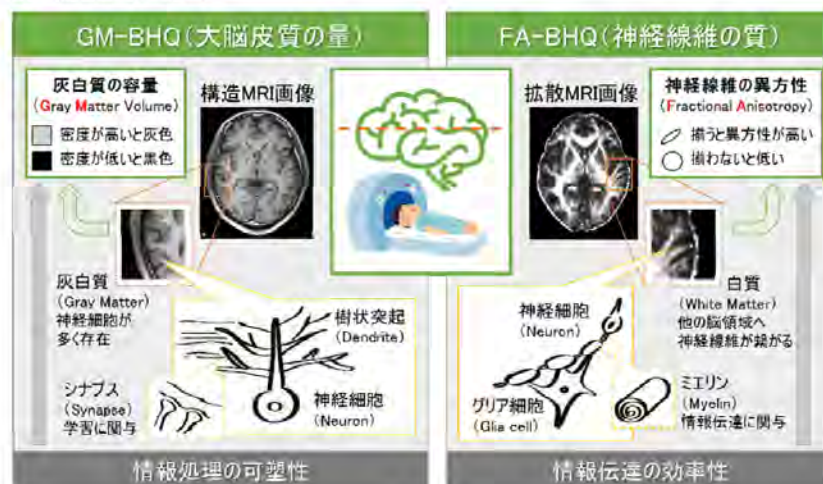 GM-BHQ(大脳皮質の量)
灰白質の容量
(Gray Matter Volume)
密度が高いと灰色
密度が低いと黒色
構造MRI画像
灰白質
(Gray Matter)
神経細胞が
多く存在
樹状突起
(Dendrite)
シナプス
(Synapse)
学習に関与
神経細胞
(Neuron)
情報処理の可塑性
FA-BHQ(神経線維の質)
拡散MRI画像
神経線維の異方性
(Fractional Anisotropy)
揃うと異方性が高い
揃わないと低い
白質
(White Matter)
他の脳領域へ
神経線維が繋がる
神経細胞
(Neuron)
グリア細胞
(Glia cell)
ミエリン
(Myelin)
情報伝達に関与
情報伝達の効率性